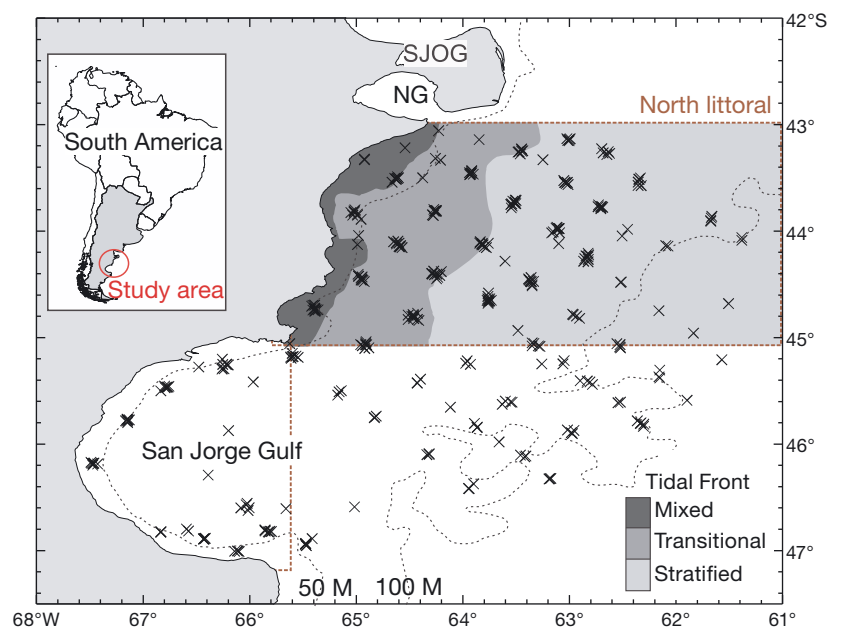 42°S
SJOG
NG
North littoral
43°
South America
44°
Study area
45°
San Jorge Gulf
46°
Tidal Front
Mixed
Transitional
47°
Stratified
50 M 100 M
68°W 67° 66° 65° 64° 63° 62° 61°